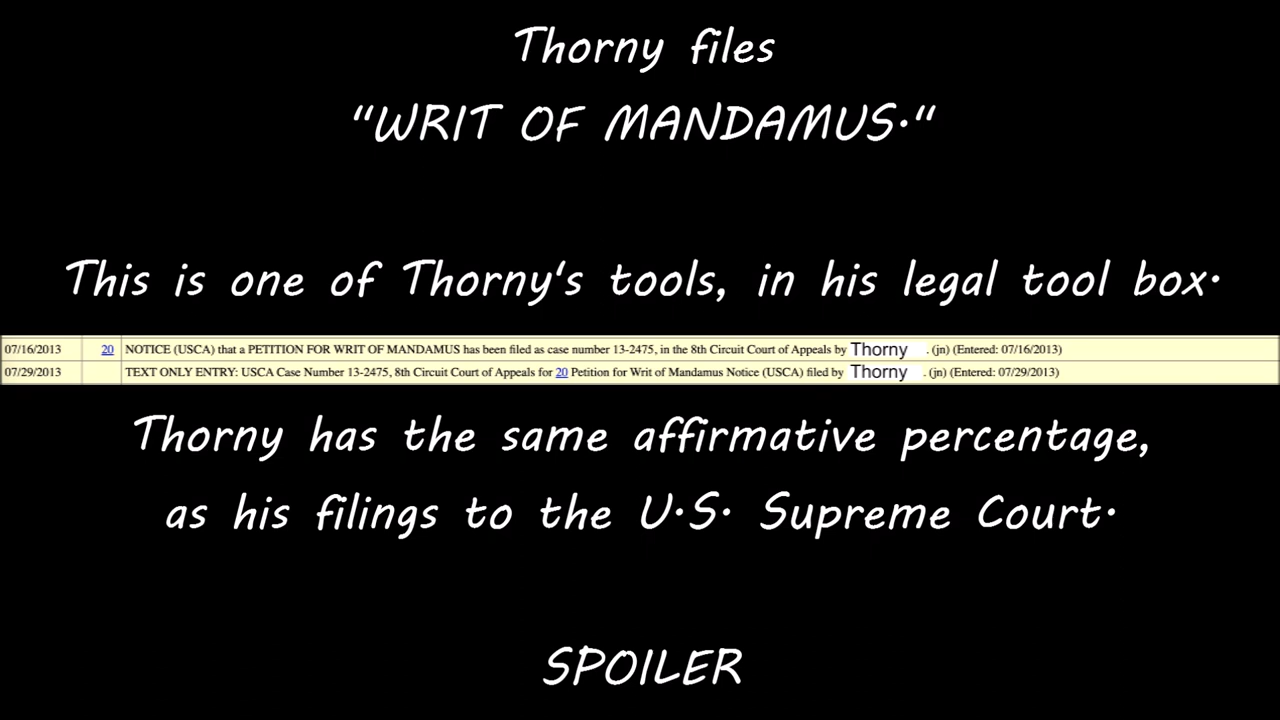 Thorny files
"WRIT OF MANDAMUS."
This is one of Thorny's tools, in his legal tool box.
07/16/2013 20 NOTICE (USCA) that a PETITION FOR WRIT OF MANDAMUS has been filed as case number 13-2475, in the 8th Circuit Court of Appeals by Thorny . (jn) (Entered: 07/16/2013)
07/29/2013 TEXT ONLY ENTRY: USCA Case Number 13-2475, 8th Circuit Court of Appeals for 20 Petition for Writ of Mandamus Notice (USCA) filed by Thorny . (jn) (Entered: 07/29/2013)
Thorny has the same affirmative percentage,
as his filings to the U.S. Supreme Court.
SPOILER